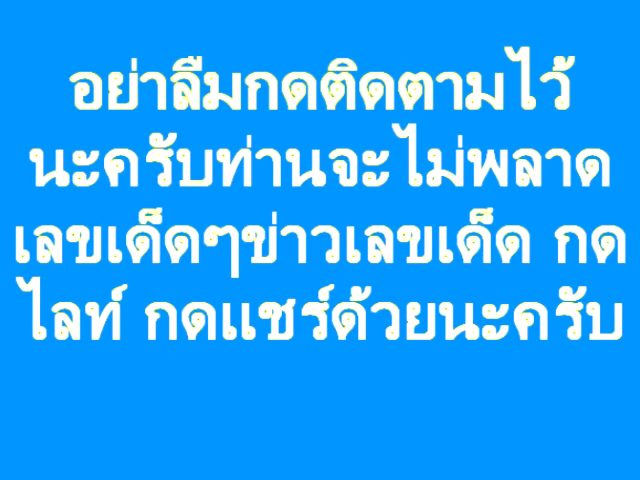 อย่าลืมกดติดตามไว้
นะครับท่านจะไม่พลาด
เลขเด็ดๆข่าวเลขเด็ด กด
ไลท์ กดแชร์ด้วยนะครับ